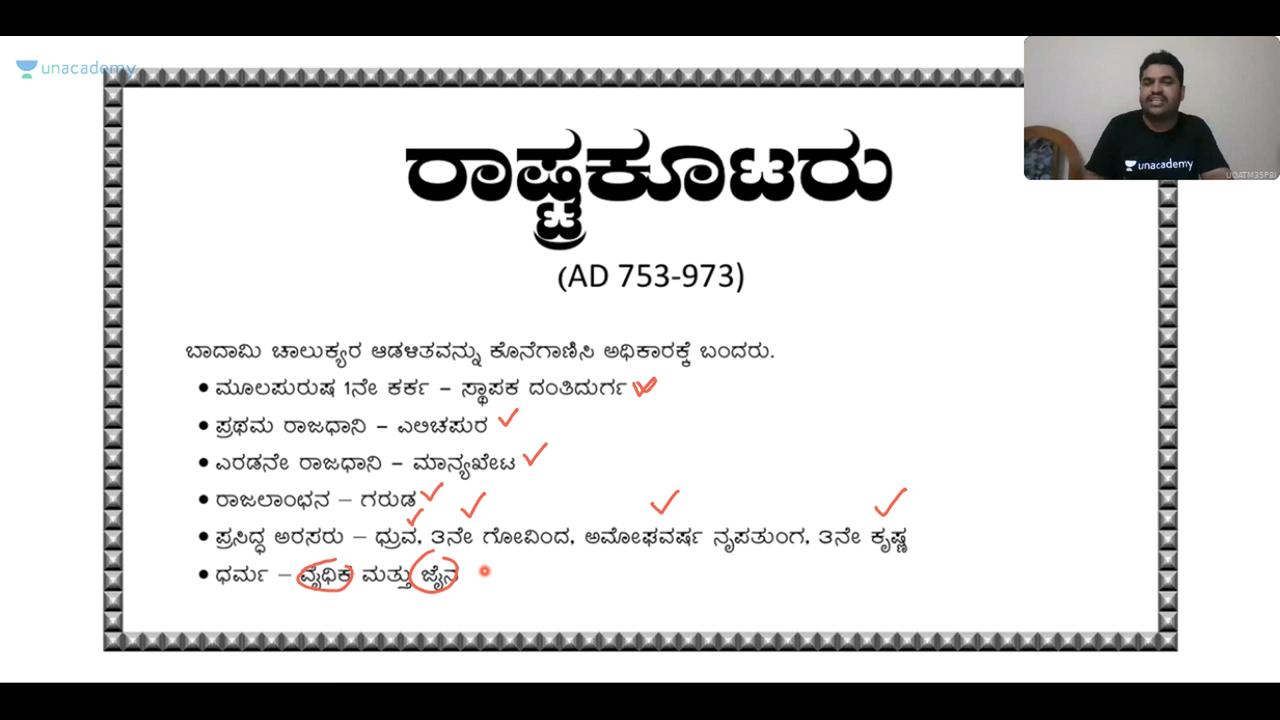 unacademy
unacademy
UOATM35P8I
ರಾಷ್ಟ್ರಕೂಟರು
(AD 753-973)
ಬಾದಾಮಿ ಚಾಲುಕ್ಯರ ಆಡಳಿತವನ್ನು ಕೊನೆಗಾಣಿಸಿ ಅಧಿಕಾರಕ್ಕೆ ಬಂದರು.
• ಮೂಲಪುರುಷ 1ನೇ ಕರ್ಕ – ಸ್ಥಾಪಕ ದಂತಿದುರ್ಗ
• ಪ್ರಥಮ ರಾಜಧಾನಿ – ಎಲಿಚಪುರ
• ಎರಡನೇ ರಾಜಧಾನಿ – ಮಾನ್ಯಖೇಟ
• ರಾಜಲಾಂಛನ – ಗರುಡ
• ಪ್ರಸಿದ್ಧ ಅರಸರು – ಧ್ರುವ, 3ನೇ ಗೋವಿಂದ, ಅಮೋಘವರ್ಷ ನೃಪತುಂಗ, 3ನೇ ಕೃಷ್ಣ
• ಧರ್ಮ – ವೈಧಿಕ ಮತ್ತು ಜೈನ